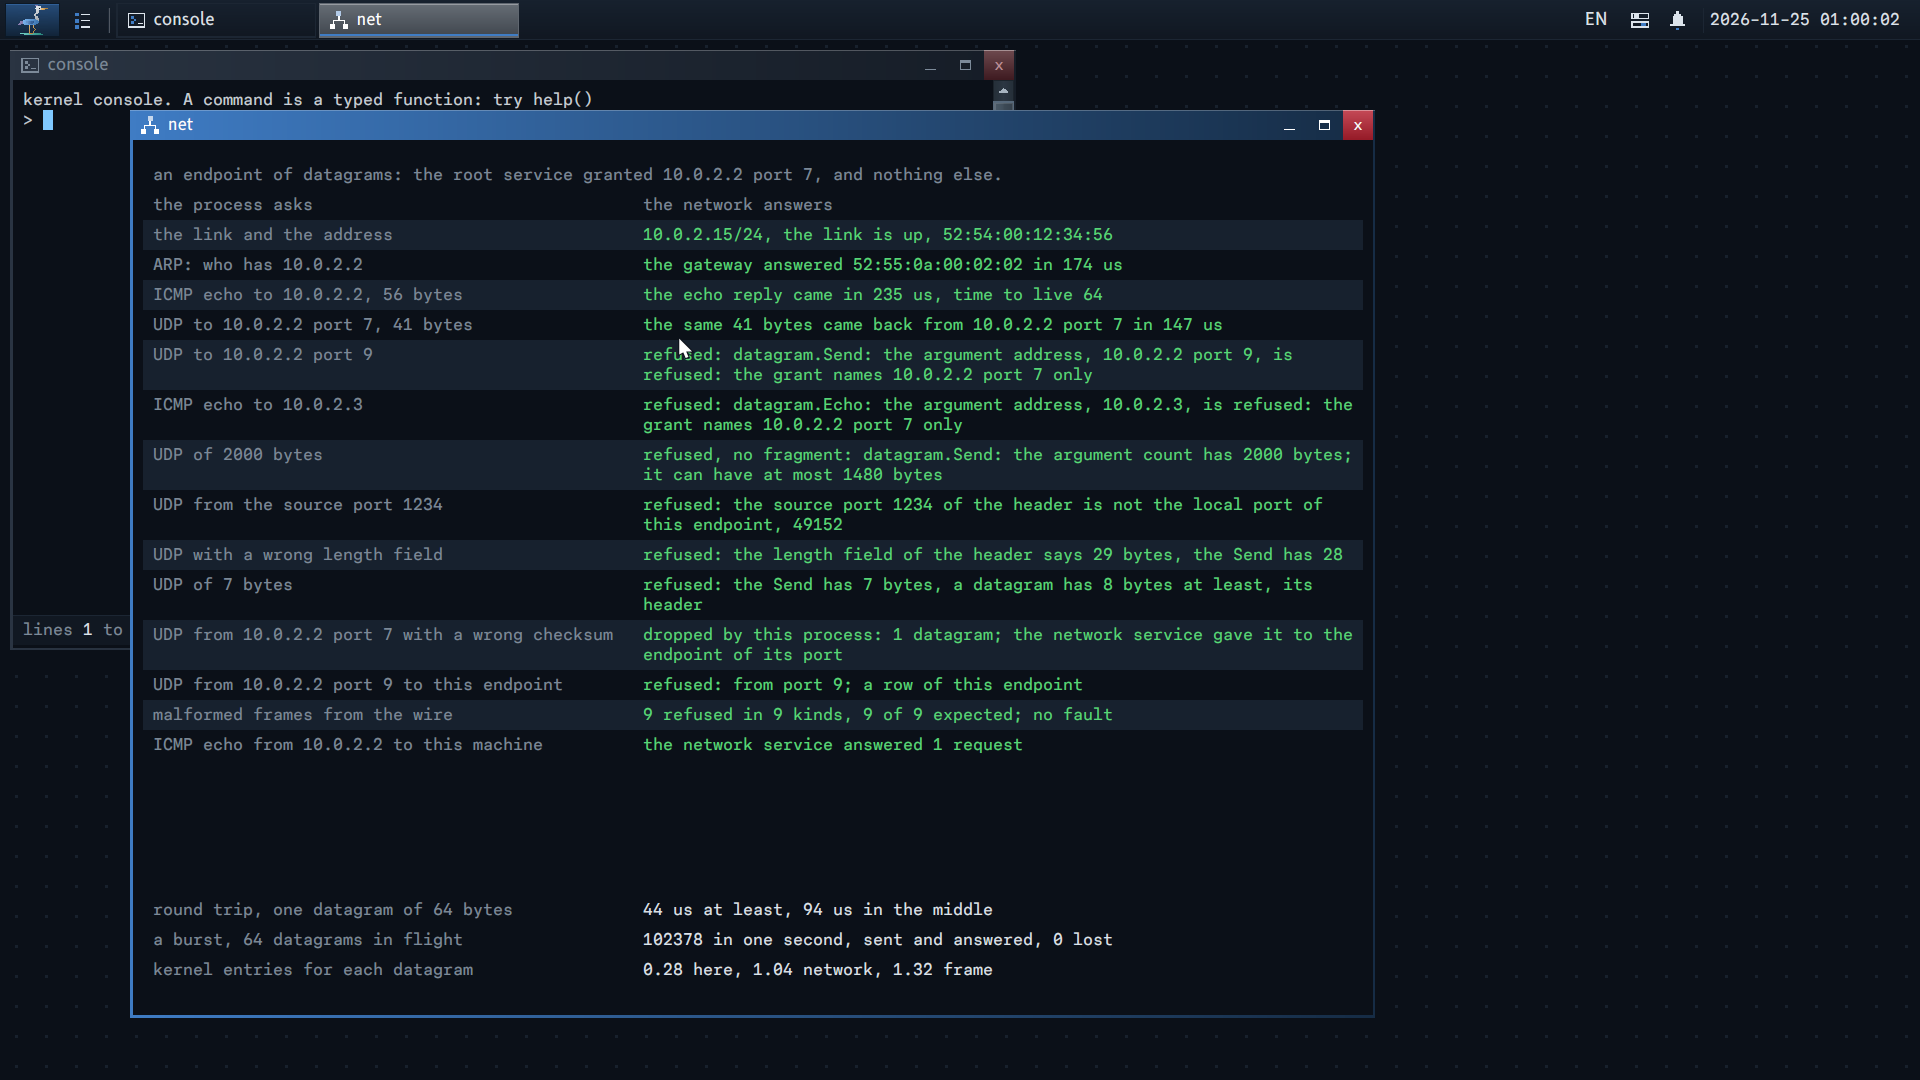 console
net
EN
2026-11-25 01:00:02
console
kernel console. A command is a typed function: try help()
>
net
an endpoint of datagrams: the root service granted 10.0.2.2 port 7, and nothing else.
the process asks the network answers
the link and the address 10.0.2.15/24, the link is up, 52:54:00:12:34:56
ARP: who has 10.0.2.2 the gateway answered 52:55:0a:00:02:02 in 174 us
ICMP echo to 10.0.2.2, 56 bytes the echo reply came in 235 us, time to live 64
UDP to 10.0.2.2 port 7, 41 bytes the same 41 bytes came back from 10.0.2.2 port 7 in 147 us
UDP to 10.0.2.2 port 9 refused: datagram.Send: the argument address, 10.0.2.2 port 9, is
refused: the grant names 10.0.2.2 port 7 only
ICMP echo to 10.0.2.3 refused: datagram.Echo: the argument address, 10.0.2.3, is refused: the
grant names 10.0.2.2 port 7 only
UDP of 2000 bytes refused, no fragment: datagram.Send: the argument count has 2000 bytes;
it can have at most 1480 bytes
UDP from the source port 1234 refused: the source port 1234 of the header is not the local port of
this endpoint, 49152
UDP with a wrong length field refused: the length field of the header says 29 bytes, the Send has 28
UDP of 7 bytes refused: the Send has 7 bytes, a datagram has 8 bytes at least, its
header
UDP from 10.0.2.2 port 7 with a wrong checksum dropped by this process: 1 datagram; the network service gave it to the
endpoint of its port
UDP from 10.0.2.2 port 9 to this endpoint refused: from port 9; a row of this endpoint
malformed frames from the wire 9 refused in 9 kinds, 9 of 9 expected; no fault
ICMP echo from 10.0.2.2 to this machine the network service answered 1 request
round trip, one datagram of 64 bytes 44 us at least, 94 us in the middle
a burst, 64 datagrams in flight 102378 in one second, sent and answered, 0 lost
kernel entries for each datagram 0.28 here, 1.04 network, 1.32 frame
lines 1 to